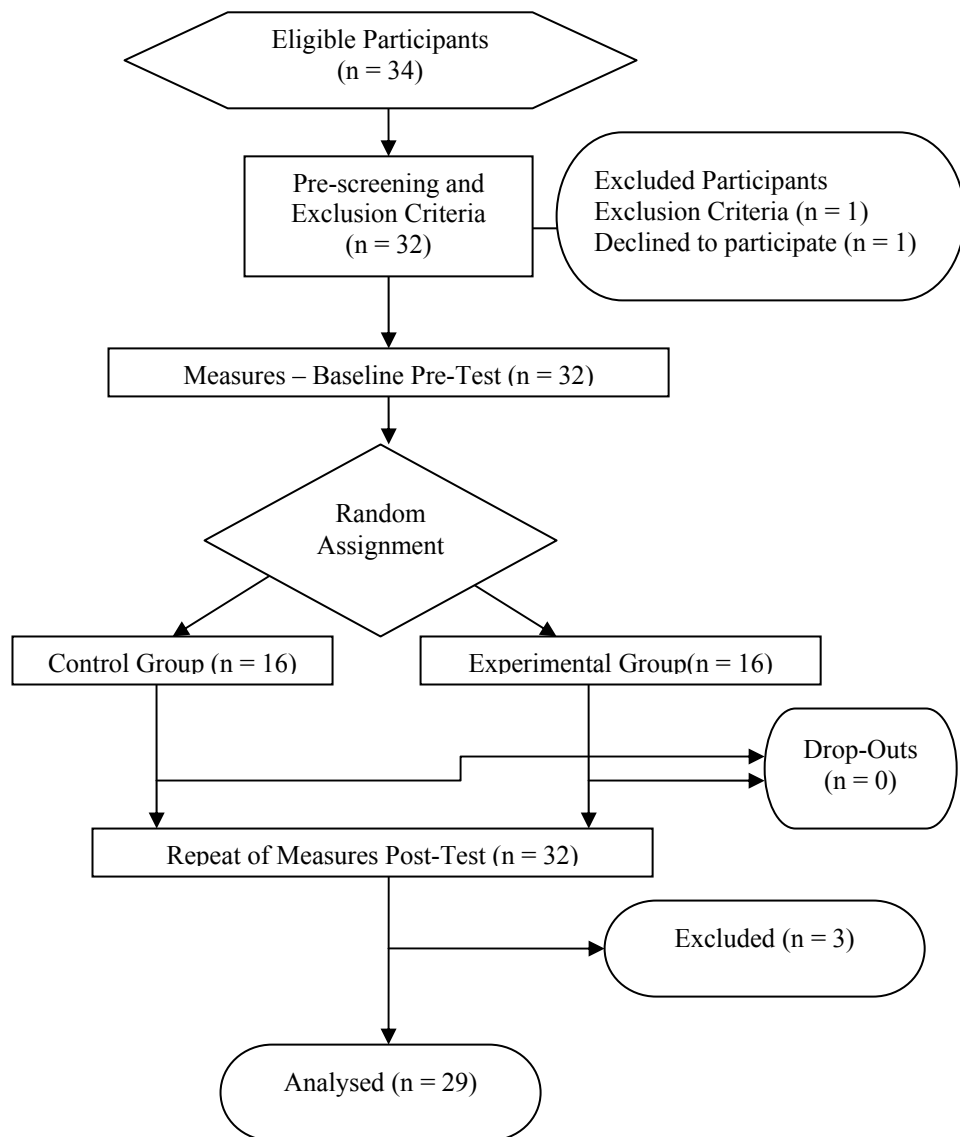 Eligible Participants
(n = 34)
Pre-screening and
Exclusion Criteria
(n = 32)
Excluded Participants
Exclusion Criteria (n = 1)
Declined to participate (n = 1)
Measures – Baseline Pre-Test (n = 32)
Random
Assignment
Control Group (n = 16)
Experimental Group(n = 16)
Drop-Outs
(n = 0)
Repeat of Measures Post-Test (n = 32)
Excluded (n = 3)
Analysed (n = 29)